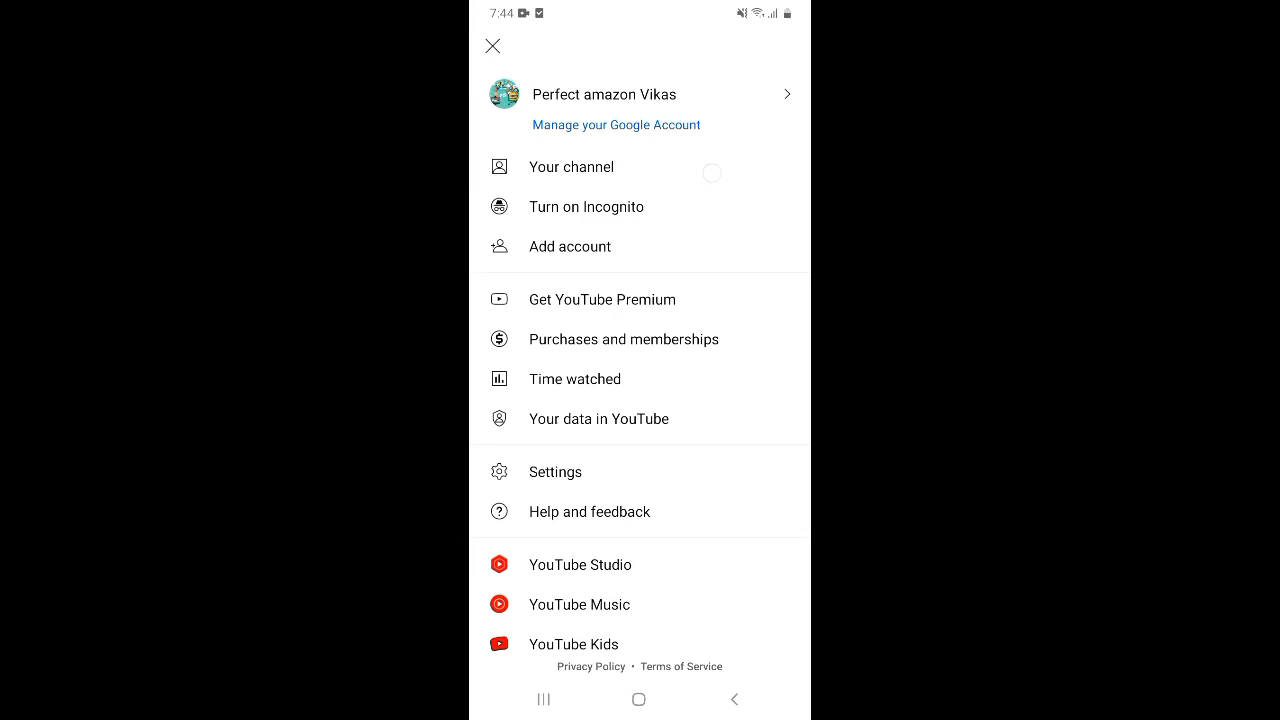 7:44
Perfect amazon Vikas
Manage your Google Account
Your channel
Turn on Incognito
Add account
Get YouTube Premium
Purchases and memberships
Time watched
Your data in YouTube
Settings
Help and feedback
YouTube Studio
YouTube Music
YouTube Kids
Privacy Policy • Terms of Service